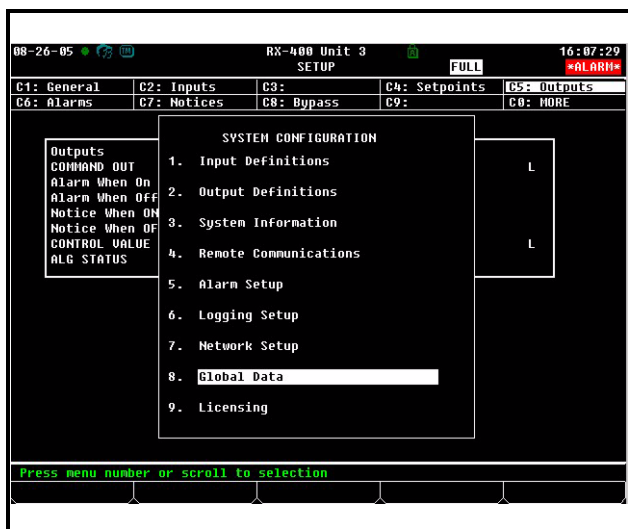 08-26-05 RX-400 Unit 3 16:07:29
SETUP FULL *ALARM*
C1: General C2: Inputs C3: C4: Setpoints C5: Outputs
C6: Alarms C7: Notices C8: Bypass C9: C0: MORE
SYSTEM CONFIGURATION
Outputs
COMMAND OUT L
Alarm When On
Alarm When Off
Notice When ON
Notice When OF
CONTROL VALUE L
ALG STATUS
1. Input Definitions
2. Output Definitions
3. System Information
4. Remote Communications
5. Alarm Setup
6. Logging Setup
7. Network Setup
8. Global Data
9. Licensing
Press menu number or scroll to selection